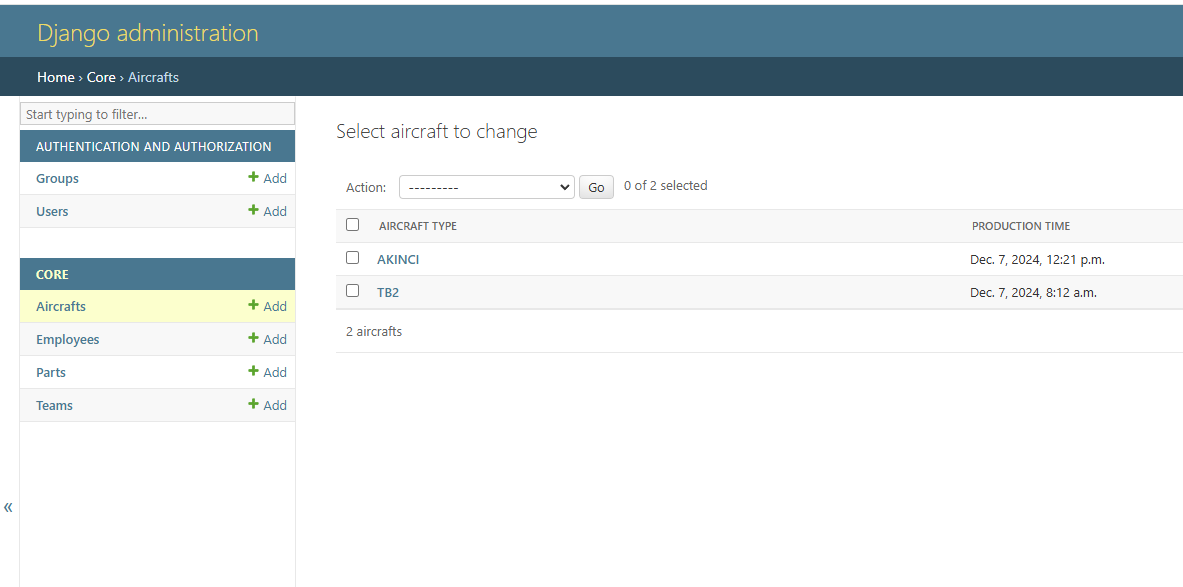 Django administration
Home › Core › Aircrafts
Start typing to filter...
AUTHENTICATION AND AUTHORIZATION
Groups + Add
Users + Add
CORE
Aircrafts + Add
Employees + Add
Parts + Add
Teams + Add
«
Select aircraft to change
Action: --------- Go 0 of 2 selected
AIRCRAFT TYPE PRODUCTION TIME
AKINCI Dec. 7, 2024, 12:21 p.m.
TB2 Dec. 7, 2024, 8:12 a.m.
2 aircrafts